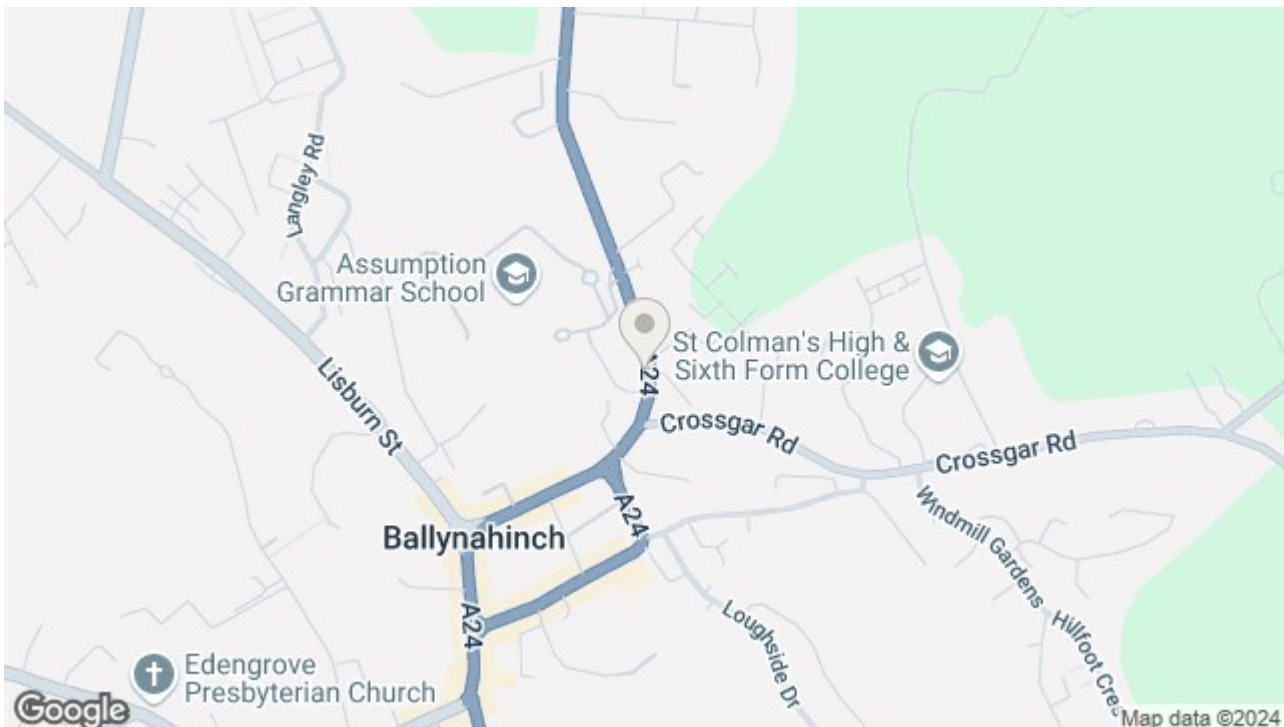 Langley Rd
Assumption
Grammar School
St Colman's High &
Sixth Form College
A24
Lisburn St
Crossgar Rd
Crossgar Rd
A24
Windmill Gardens
Ballynahinch
A24
Loughside Dr
Hillfoot Cres
Edengrove
Presbyterian Church
Google
Map data ©2024